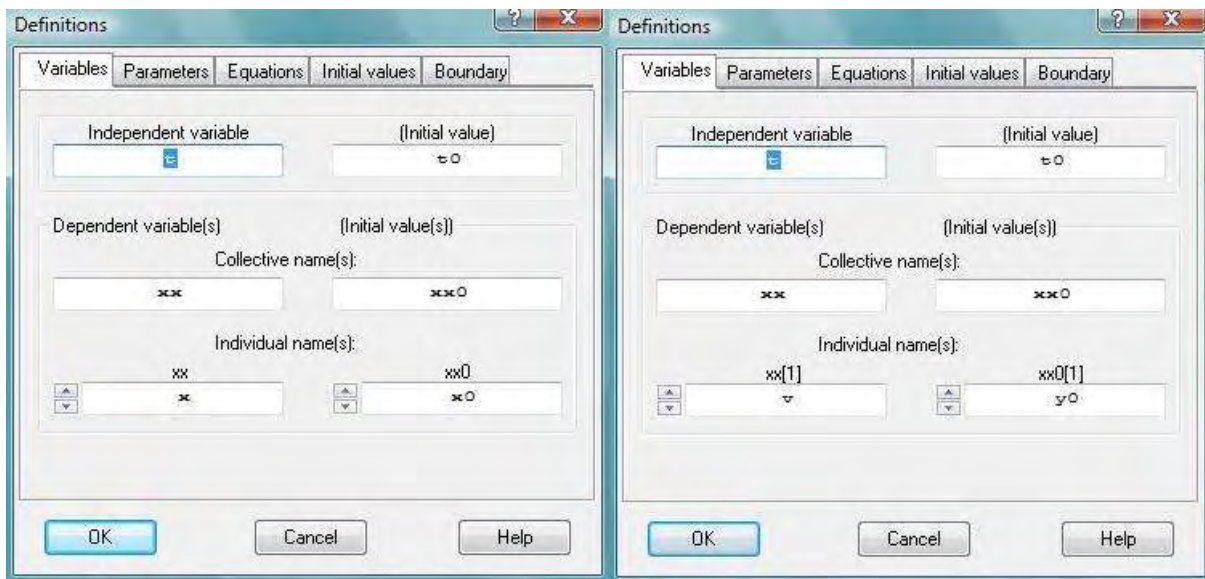 Definitions
Variables Parameters Equations Initial values Boundary
Independent variable (Initial value)
t t0
Dependent variable(s) (Initial value(s))
Collective name(s):
xx xx0
Individual name(s):
xx xx0
x x0
OK Cancel Help
Definitions
Variables Parameters Equations Initial values Boundary
Independent variable (Initial value)
t t0
Dependent variable(s) (Initial value(s))
Collective name(s):
xx xx0
Individual name(s):
xx[1] xx0[1]
v y0
OK Cancel Help